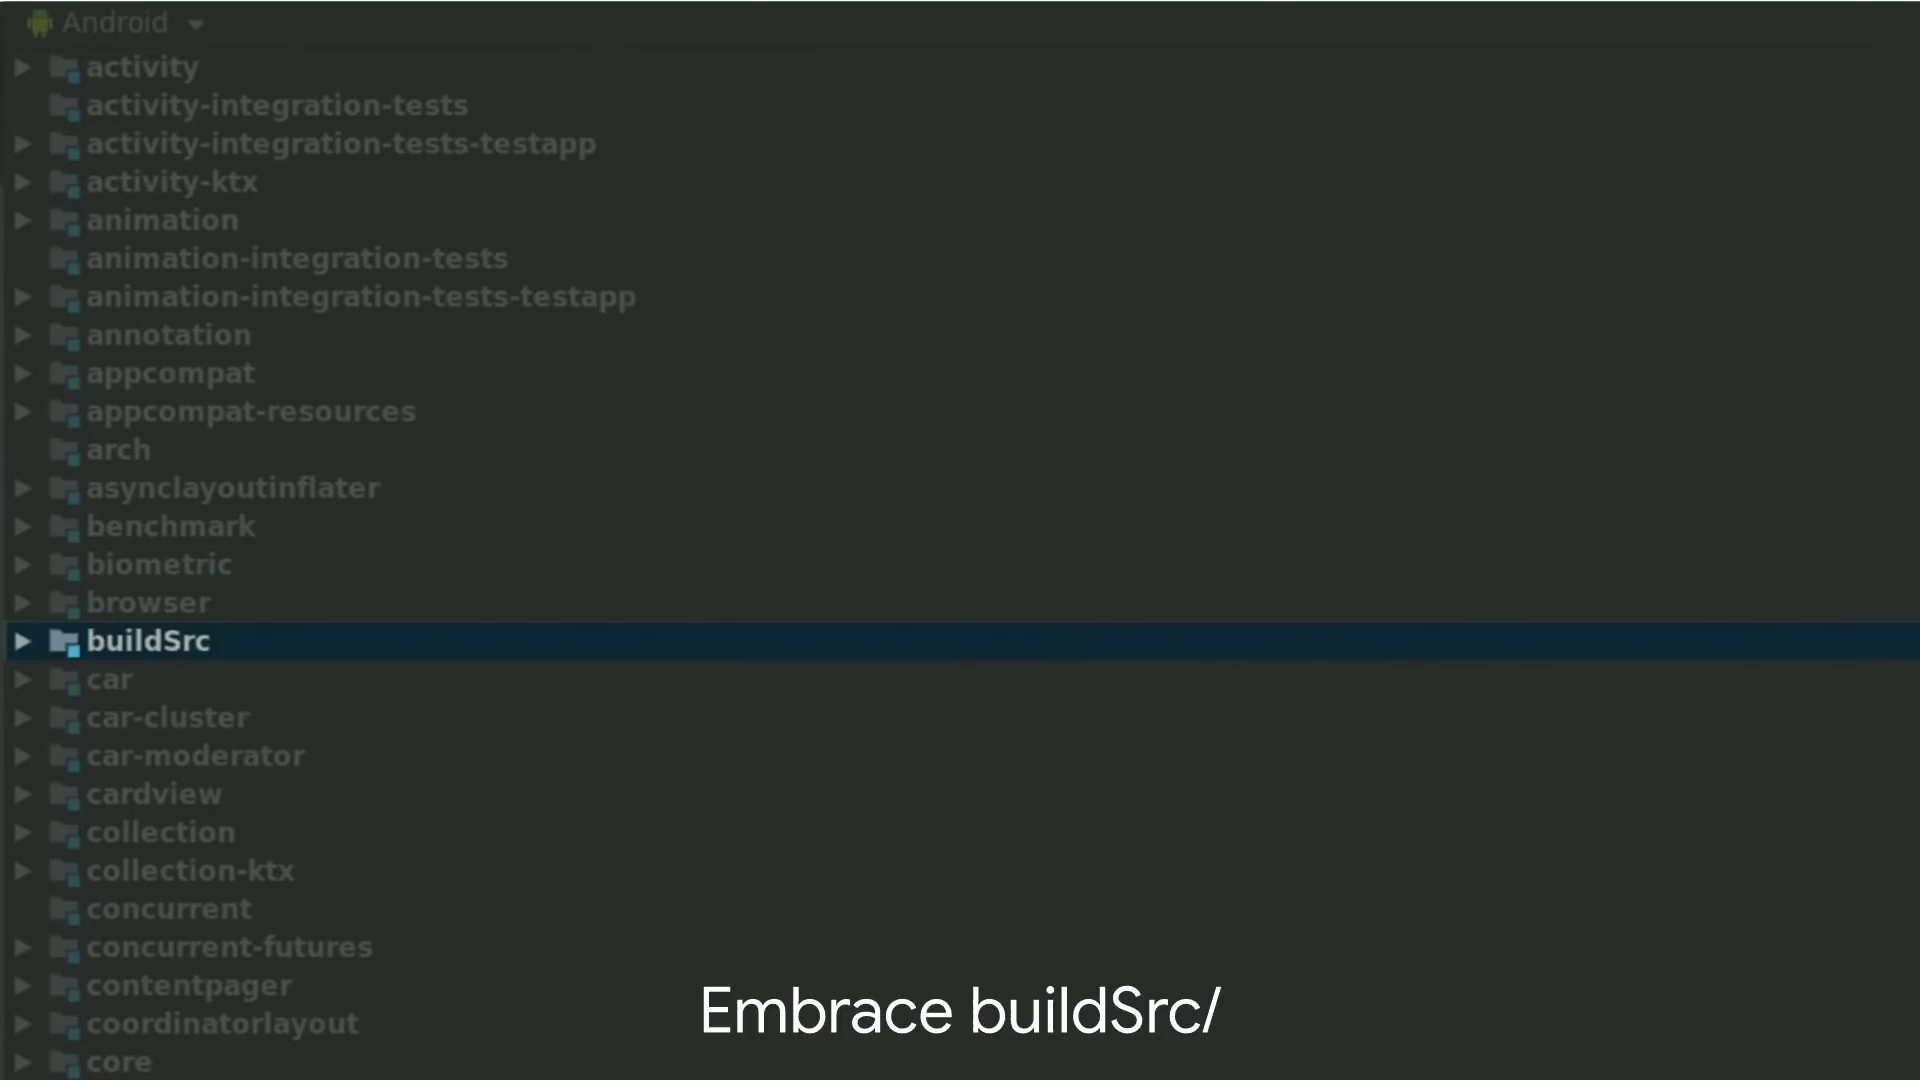 Android
activity
activity-integration-tests
activity-integration-tests-testapp
activity-ktx
animation
animation-integration-tests
animation-integration-tests-testapp
annotation
appcompat
appcompat-resources
arch
asynclayoutinflater
benchmark
biometric
browser
buildSrc
car
car-cluster
car-moderator
cardview
collection
collection-ktx
concurrent
concurrent-futures
contentpager
coordinatorlayout
core
Embrace buildSrc/